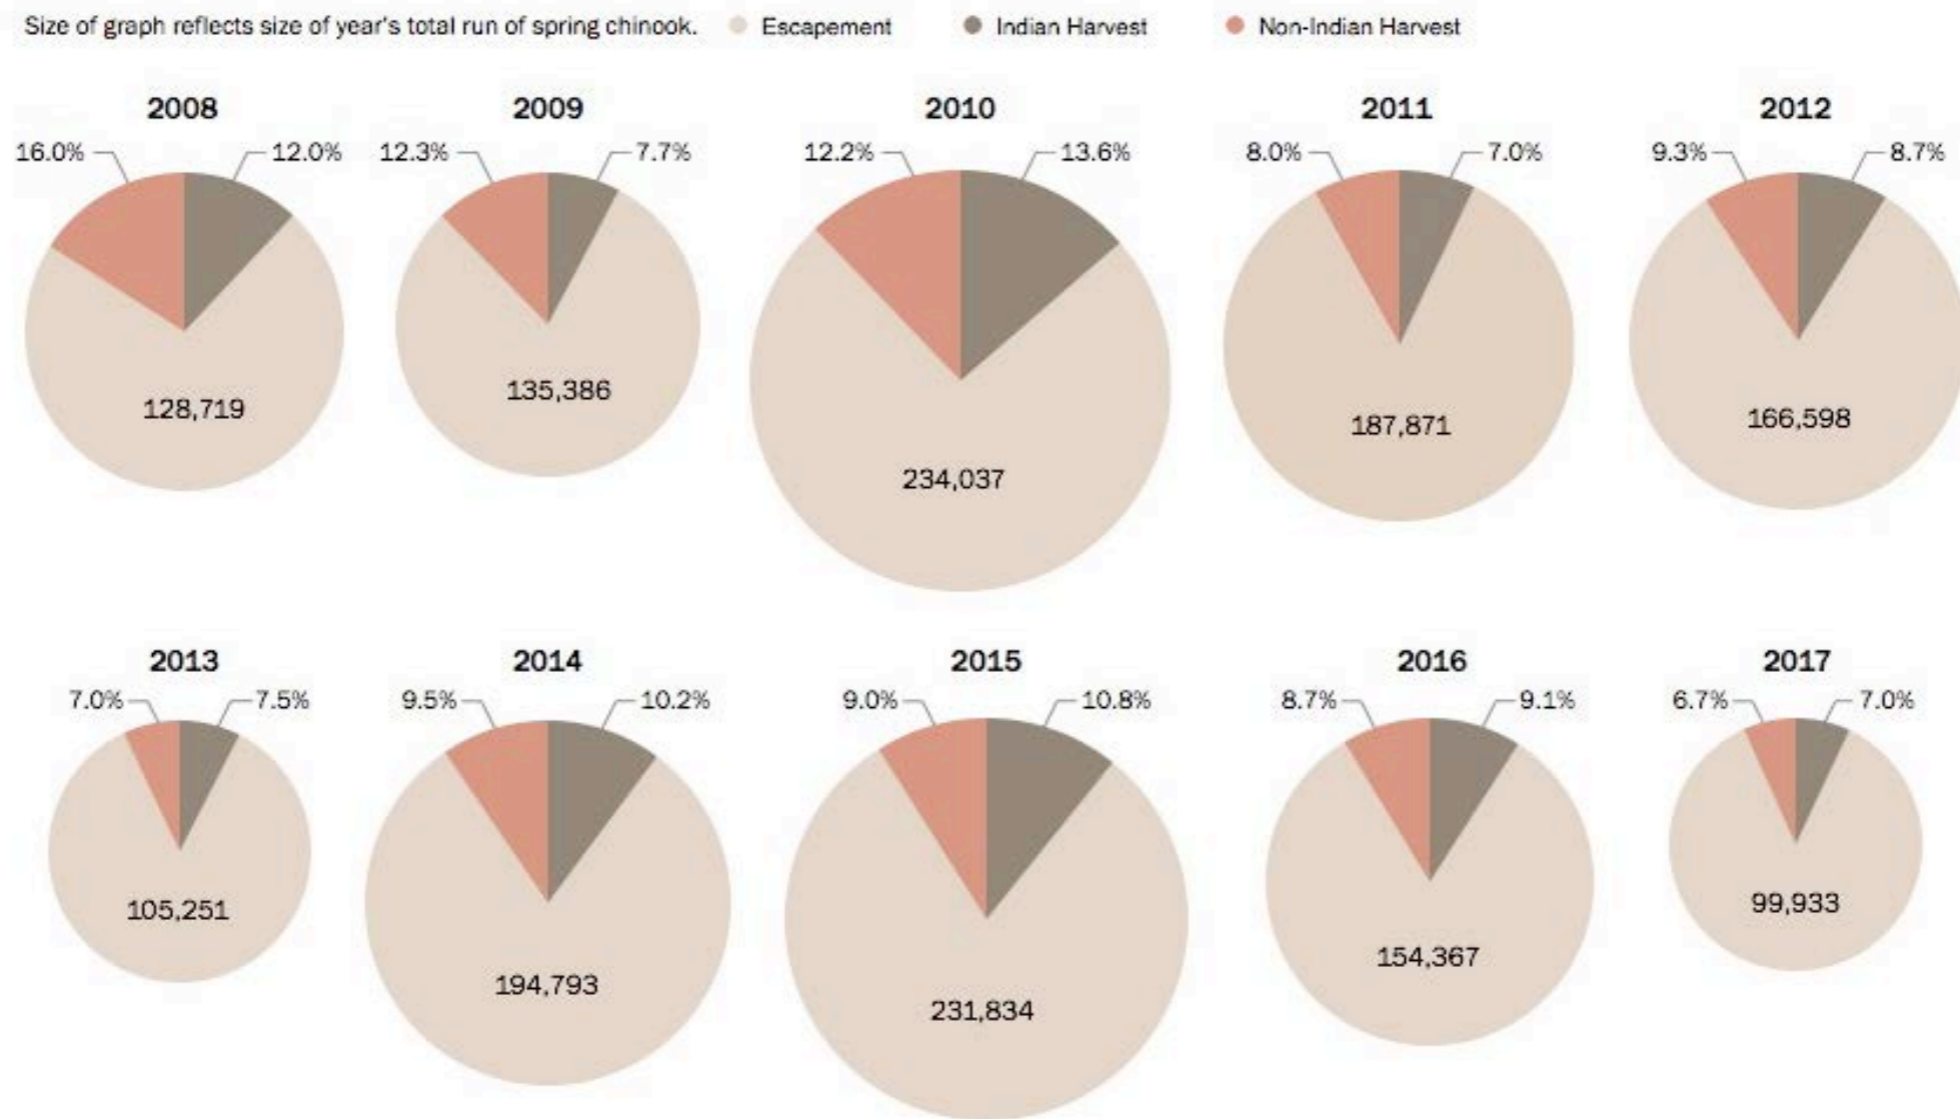 Size of graph reflects size of year's total run of spring chinook. Escapement Indian Harvest Non-Indian Harvest
2008 2009 2010 2011 2012
16.0% 12.0% 12.3% 7.7% 12.2% 13.6% 8.0% 7.0% 9.3% 8.7%
128,719 135,386 234,037 187,871 166,598
2013 2014 2015 2016 2017
7.0% 7.5% 9.5% 10.2% 9.0% 10.8% 8.7% 9.1% 6.7% 7.0%
105,251 194,793 231,834 154,367 99,933